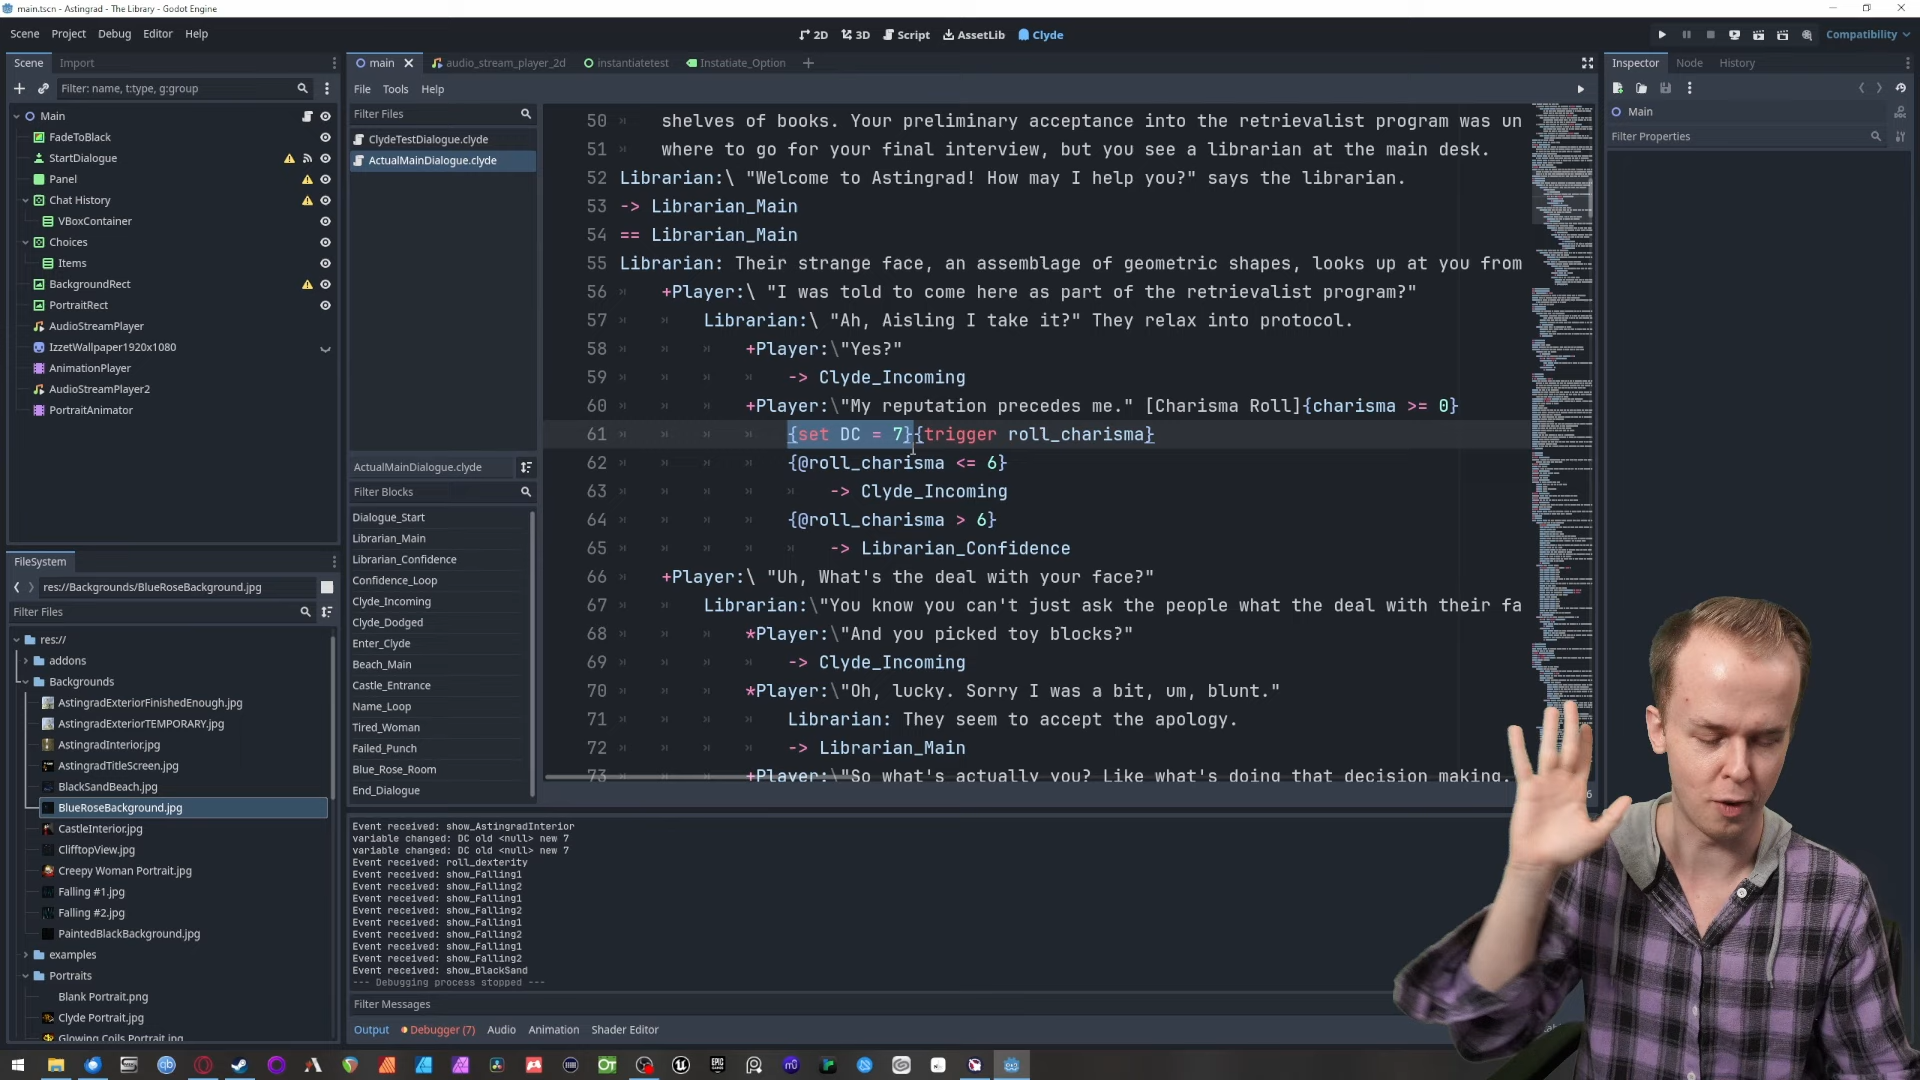 main.tscn - Astingrad - The Library - Godot Engine
Scene Project Debug Editor Help
2D 3D Script AssetLib Clyde
Compatibility
Scene Import
Filter: name, t:type, g:group
Main
FadeToBlack
StartDialogue
Panel
Chat History
VBoxContainer
Choices
Items
BackgroundRect
PortraitRect
AudioStreamPlayer
IzzetWallpaper1920x1080
AnimationPlayer
AudioStreamPlayer2
PortraitAnimator
FileSystem
res://Backgrounds/BlueRoseBackground.jpg
Filter Files
res://
addons
Backgrounds
AstingradExteriorFinishedEnough.jpg
AstingradExteriorTEMPORARY.jpg
AstingradInterior.jpg
AstingradTitleScreen.jpg
BlackSandBeach.jpg
BlueRoseBackground.jpg
CastleInterior.jpg
ClifftopView.jpg
Creepy Woman Portrait.jpg
Falling #1.jpg
Falling #2.jpg
PaintedBlackBackground.jpg
examples
Portraits
Blank Portrait.png
Clyde Portrait.jpg
Glowing Coils Portrait.jpg
main audio_stream_player_2d instantiatetest Instatiate_Option
File Tools Help
Filter Files
ClydeTestDialogue.clyde
ActualMainDialogue.clyde
ActualMainDialogue.clyde
Filter Blocks
Dialogue_Start
Librarian_Main
Librarian_Confidence
Confidence_Loop
Clyde_Incoming
Clyde_Dodged
Enter_Clyde
Beach_Main
Castle_Entrance
Name_Loop
Tired_Woman
Failed_Punch
Blue_Rose_Room
End_Dialogue
50 shelves of books. Your preliminary acceptance into the retrievalist program was un
51 where to go for your final interview, but you see a librarian at the main desk.
52 Librarian:\ "Welcome to Astingrad! How may I help you?" says the librarian.
53 -> Librarian_Main
54 == Librarian_Main
55 Librarian: Their strange face, an assemblage of geometric shapes, looks up at you from
56 +Player:\ "I was told to come here as part of the retrievalist program?"
57 Librarian:\ "Ah, Aisling I take it?" They relax into protocol.
58 +Player:\"Yes?"
59 -> Clyde_Incoming
60 +Player:\"My reputation precedes me." [Charisma Roll]{charisma >= 0}
61 {set DC = 7}{trigger roll_charisma}
62 {@roll_charisma <= 6}
63 -> Clyde_Incoming
64 {@roll_charisma > 6}
65 -> Librarian_Confidence
66 +Player:\ "Uh, What's the deal with your face?"
67 Librarian:\"You know you can't just ask the people what the deal with their fa
68 *Player:\"And you picked toy blocks?"
69 -> Clyde_Incoming
70 *Player:\"Oh, lucky. Sorry I was a bit, um, blunt."
71 Librarian: They seem to accept the apology.
72 -> Librarian_Main
73 +Player:\"So what's actually you? Like what's doing that decision making.
Event received: show_AstingradInterior
variable changed: DC old <null> new 7
variable changed: DC old <null> new 7
Event received: roll_dexterity
Event received: show_Falling1
Event received: show_Falling2
Event received: show_Falling1
Event received: show_Falling2
Event received: show_Falling1
Event received: show_Falling2
Event received: show_Falling1
Event received: show_Falling2
Event received: show_BlackSand
--- Debugging process stopped ---
Filter Messages
Output Debugger (7) Audio Animation Shader Editor
Inspector Node History
Main
Filter Properties